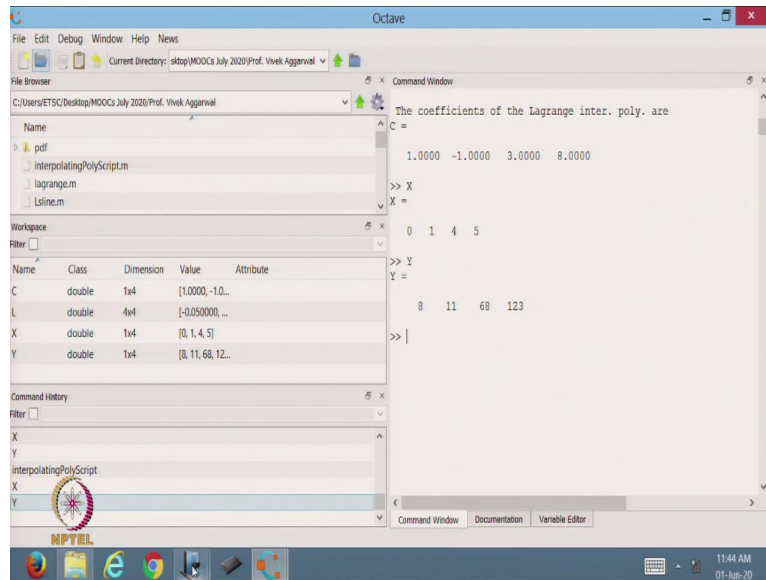 Octave
File Edit Debug Window Help News
Current Directory: sktop\MOOCs July 2020\Prof. Vivek Aggarwal
File Browser
C:/Users/ETSC/Desktop/MOOCs July 2020/Prof. Vivek Aggarwal
Name
pdf
interpolatingPolyScript.m
lagrange.m
Lsline.m
Workspace
Filter
Name Class Dimension Value Attribute
C double 1x4 [1.0000, -1.0...
L double 4x4 [-0.050000, ...
X double 1x4 [0, 1, 4, 5]
Y double 1x4 [8, 11, 68, 12...
Command History
Filter
X
Y
interpolatingPolyScript
X
Y
NPTEL
Command Window
The coefficients of the Lagrange inter. poly. are
C =
1.0000 -1.0000 3.0000 8.0000
>> X
X =
0 1 4 5
>> Y
Y =
8 11 68 123
>>
Command Window Documentation Variable Editor
11:44 AM
01-Jun-20